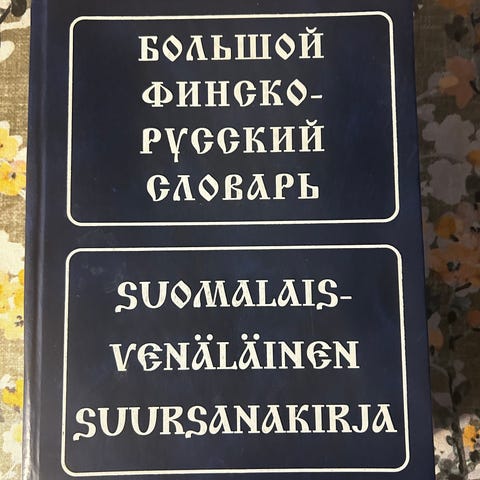 БОЛЬШОЙ
ФИНСКО-
РУССКИЙ
СЛОВАРЬ
SUOMALAIS-
VENÄLÄINEN
SUURSANAKIRJA